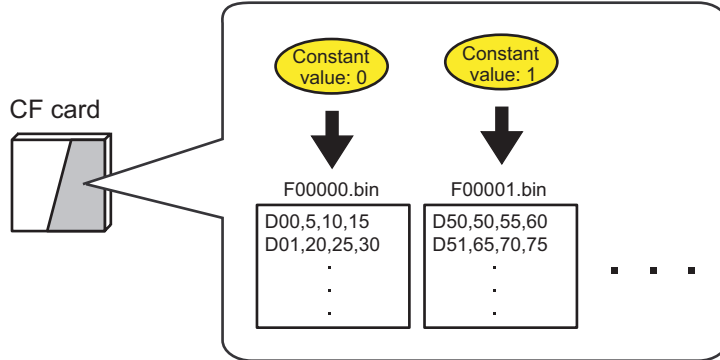 CF card
Constant
value: 0
Constant
value: 1
F00000.bin
F00001.bin
D00,5,10,15
D01,20,25,30
D50,50,55,60
D51,65,70,75